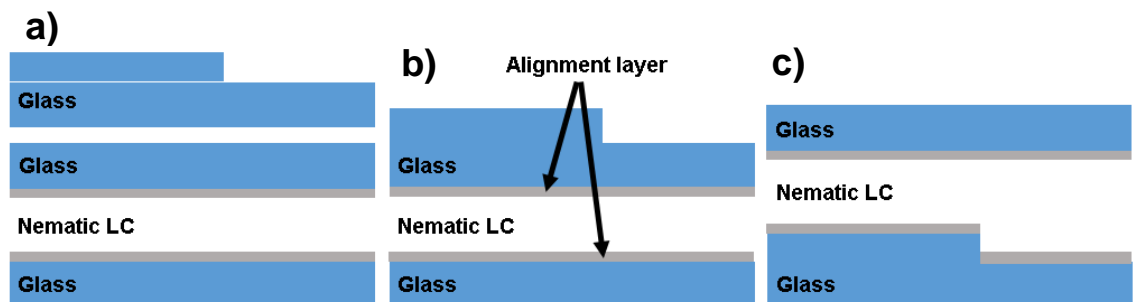 a)
Glass
Glass
Nematic LC
Glass
b)
Alignment layer
Glass
Nematic LC
Glass
c)
Glass
Nematic LC
Glass